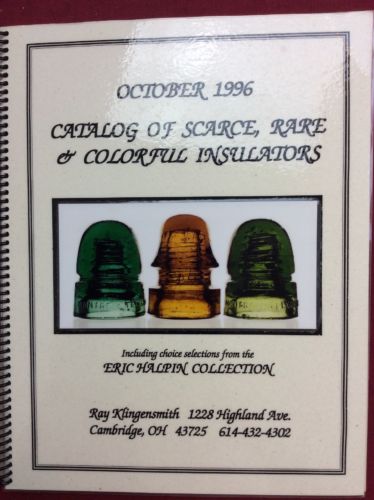 OCTOBER 1996
CATALOG OF SCARCE, RARE
& COLORFUL INSULATORS
Including choice selections from the
ERIC HALPIN COLLECTION
Ray Klingensmith 1228 Highland Ave.
Cambridge, OH 43725 614-432-4302